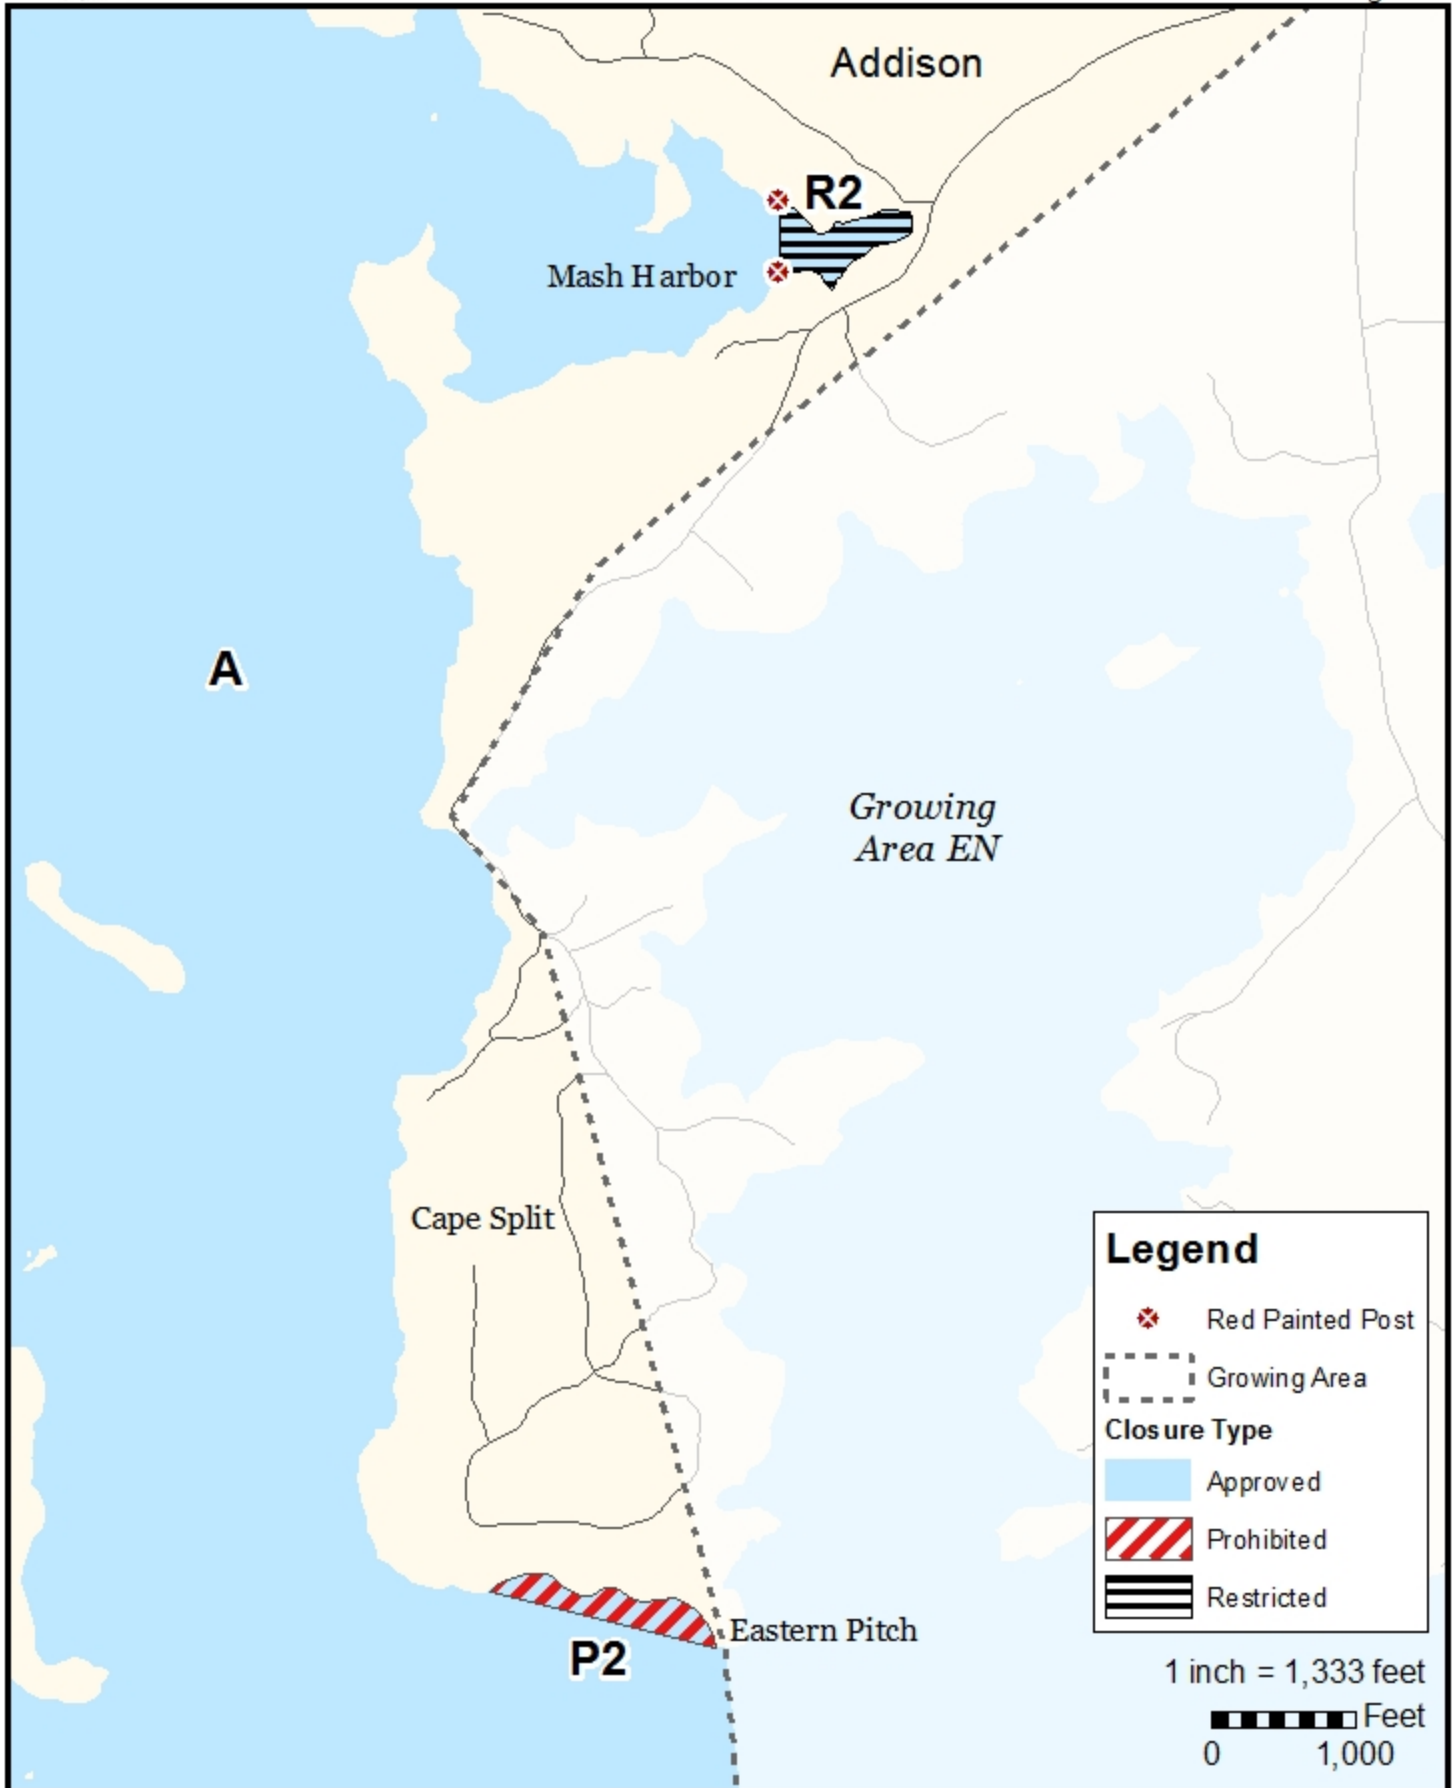 Addison
R2
Mash Harbor
A
Growing
Area EN
Cape Split
Legend
Red Painted Post
Growing Area
Closure Type
Approved
Prohibited
Restricted
Eastern Pitch
P2
1 inch = 1,333 feet
Feet
0 1,000